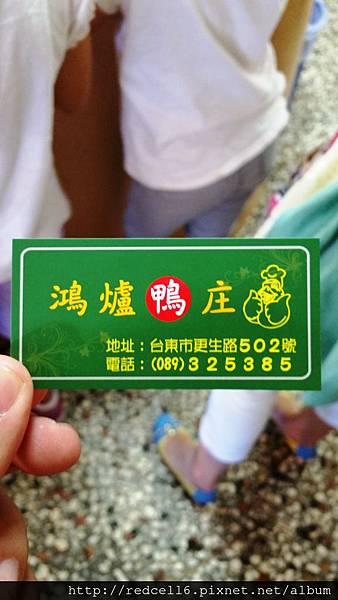 鴻爐鴨庄
地址：台東市更生路502號
電話：(089)325385
http://redcell6.pixnet.net/album